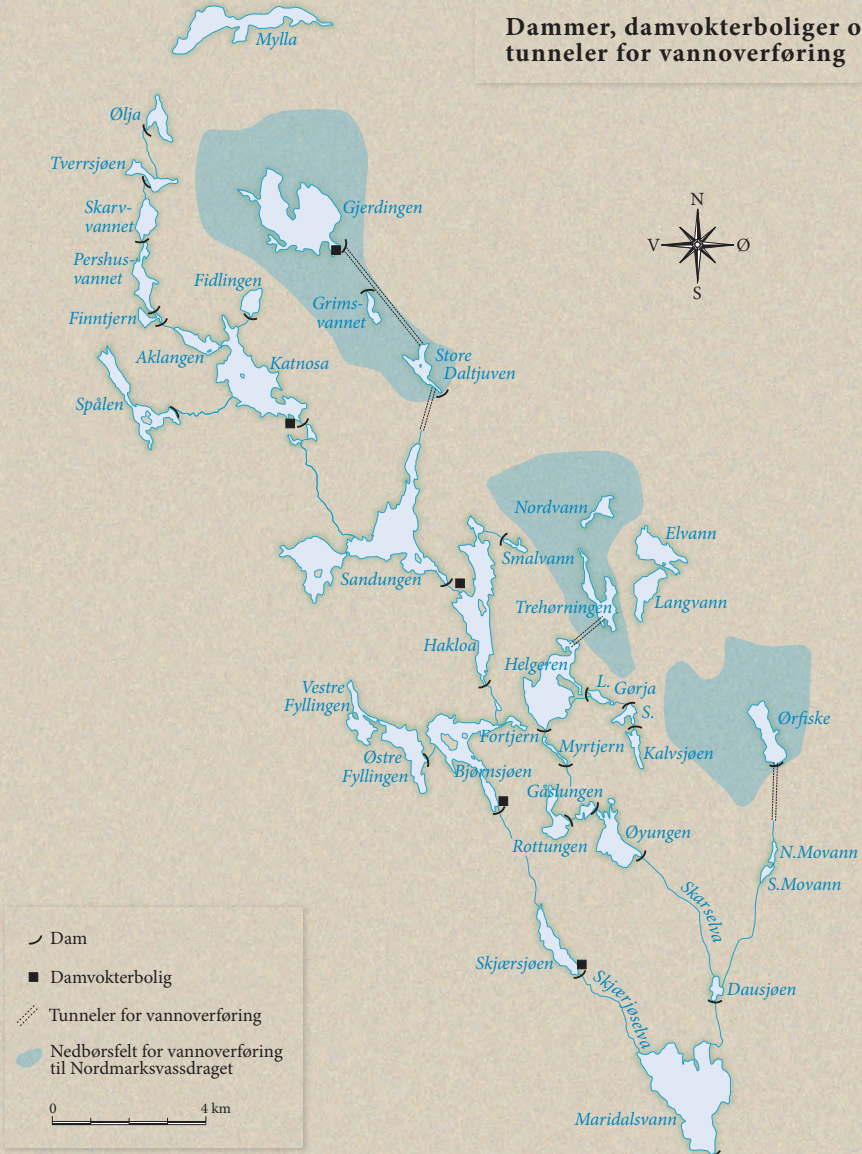 Dammer, damvokterboliger o
tunneler for vannoverføring
Mylla
Ølja
Tverrsjøen
Skarv-
vannet
Gjerdingen
N
V
Ø
S
Pershus-
vannet
Fidlingen
Grims-
vannet
Finntjern
Aklangen
Katnosa
Store
Daltjuven
Spålen
Nordvann
Elvann
Smalvann
Sandungen
Trehørningen
Langvann
Hakloa
Helgeren
L. Gørja
S.
Vestre
Fyllingen
Ørfiske
Fortjern
Myrtjern
Kalvsjøen
Østre
Fyllingen
Bjørnsjøen
Gåslungen
Rottungen
Øyungen
N.Movann
S.Movann
Skarselva
Skjærsjøen
Skjærjøselva
Dausjøen
Maridalsvann
Dam
Damvokterbolig
Tunneler for vannoverføring
Nedbørsfelt for vannoverføring
til Nordmarksvassdraget
0 4 km